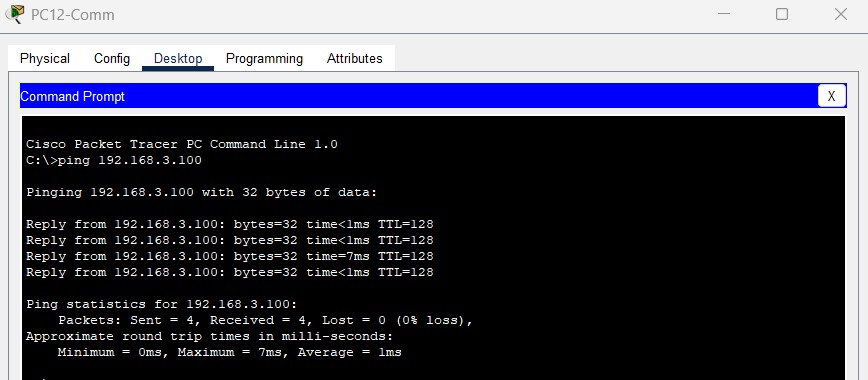 PC12-Comm
Physical Config Desktop Programming Attributes
Command Prompt X
Cisco Packet Tracer PC Command Line 1.0
C:\>ping 192.168.3.100
Pinging 192.168.3.100 with 32 bytes of data:
Reply from 192.168.3.100: bytes=32 time<1ms TTL=128
Reply from 192.168.3.100: bytes=32 time<1ms TTL=128
Reply from 192.168.3.100: bytes=32 time=7ms TTL=128
Reply from 192.168.3.100: bytes=32 time<1ms TTL=128
Ping statistics for 192.168.3.100:
Packets: Sent = 4, Received = 4, Lost = 0 (0% loss),
Approximate round trip times in milli-seconds:
Minimum = 0ms, Maximum = 7ms, Average = 1ms